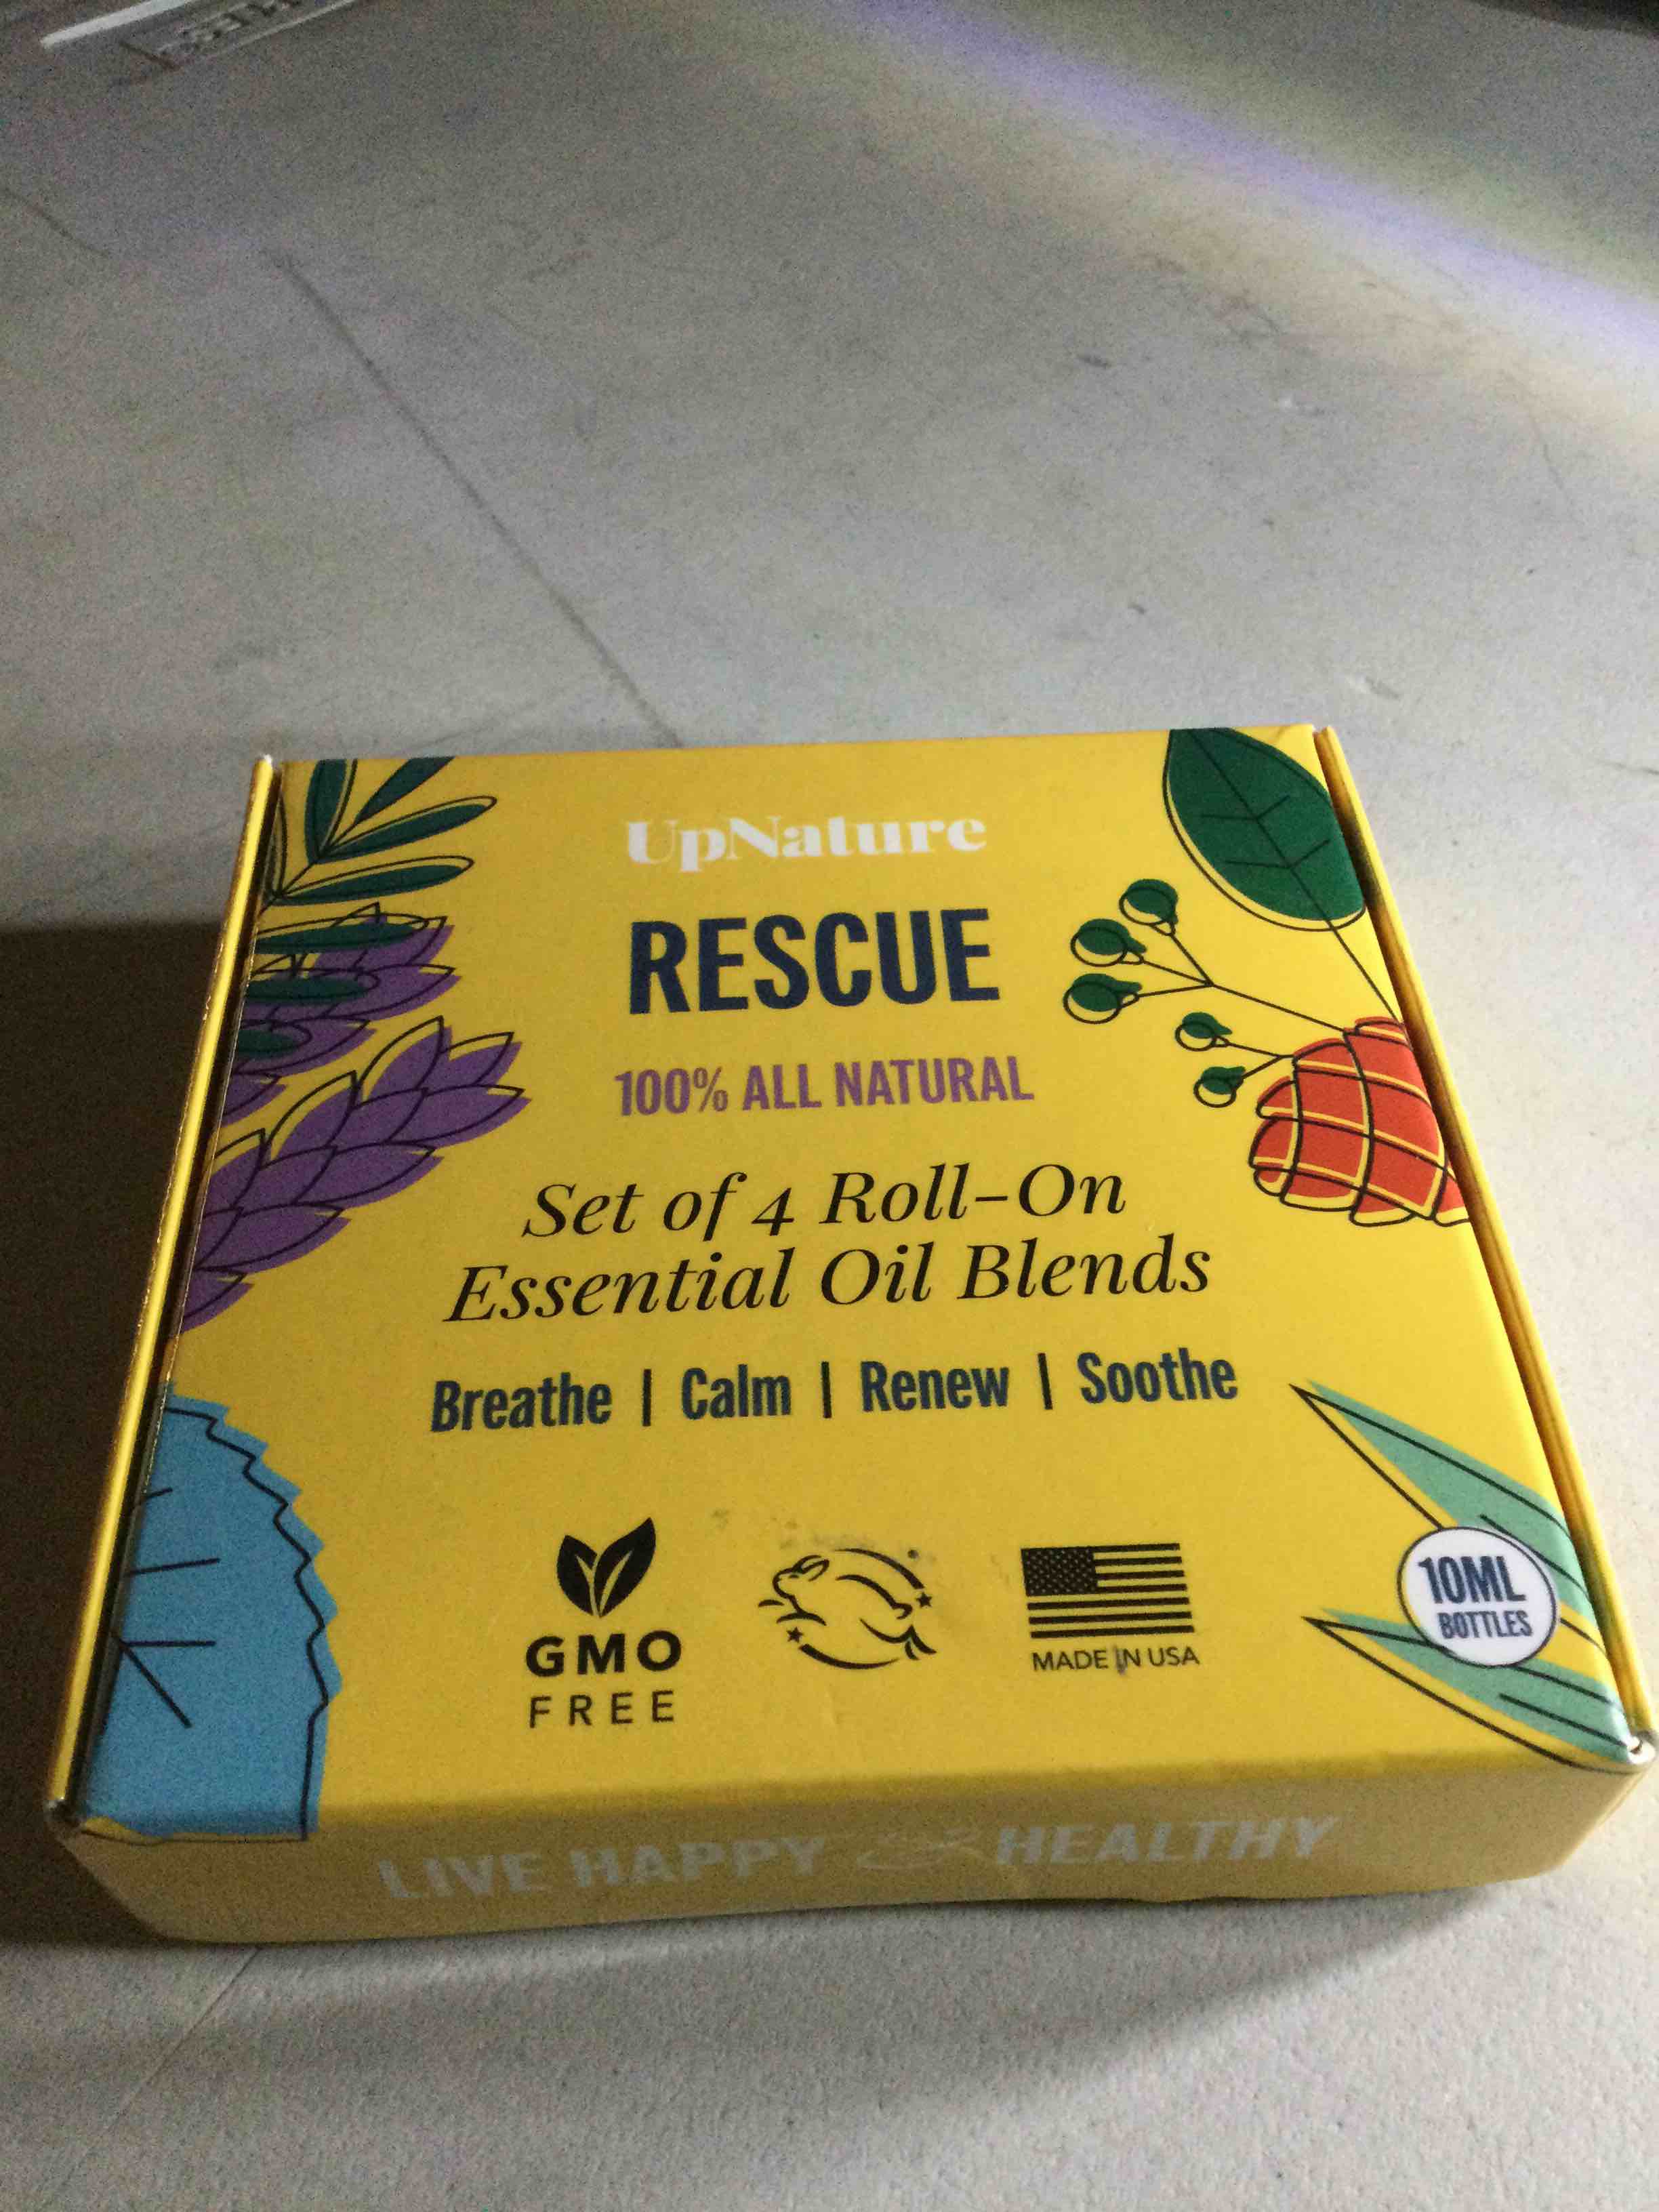 UpNature
RESCUE
100% ALL NATURAL
Set of 4 Roll-On
Essential Oil Blends
Breathe | Calm | Renew | Soothe
GMO
FREE
MADE IN USA
10ML
BOTTLES
LIVE HAPPY & HEALTHY